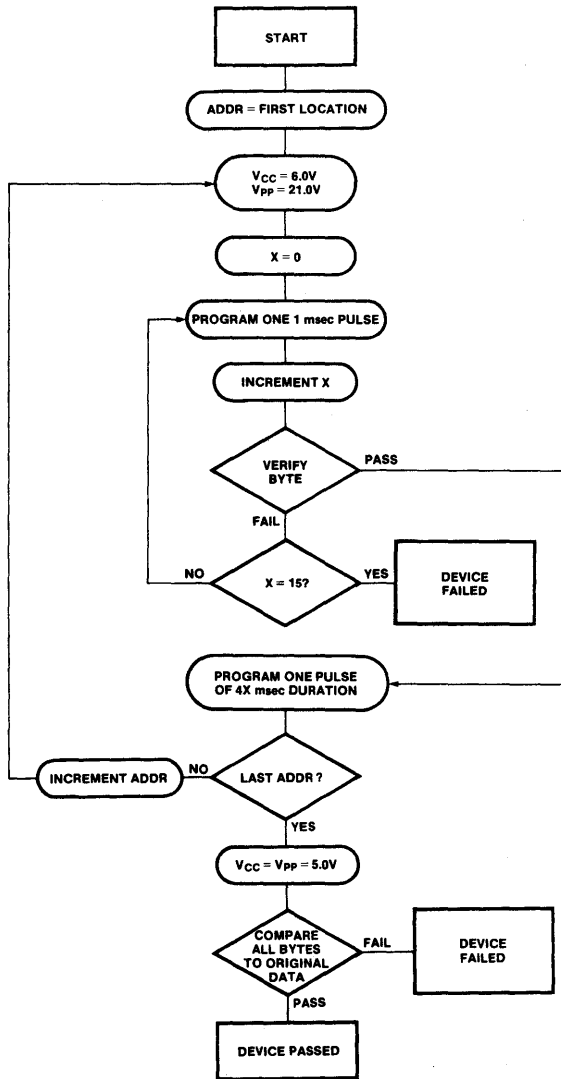 START
ADDR = FIRST LOCATION
VCC = 6.0V
VPP = 21.0V
X = 0
PROGRAM ONE 1 msec PULSE
INCREMENT X
VERIFY
BYTE
PASS
FAIL
X = 15?
NO
YES
DEVICE
FAILED
PROGRAM ONE PULSE
OF 4X msec DURATION
LAST ADDR ?
NO
INCREMENT ADDR
YES
VCC = VPP = 5.0V
COMPARE
ALL BYTES
TO ORIGINAL
DATA
FAIL
DEVICE
FAILED
PASS
DEVICE PASSED